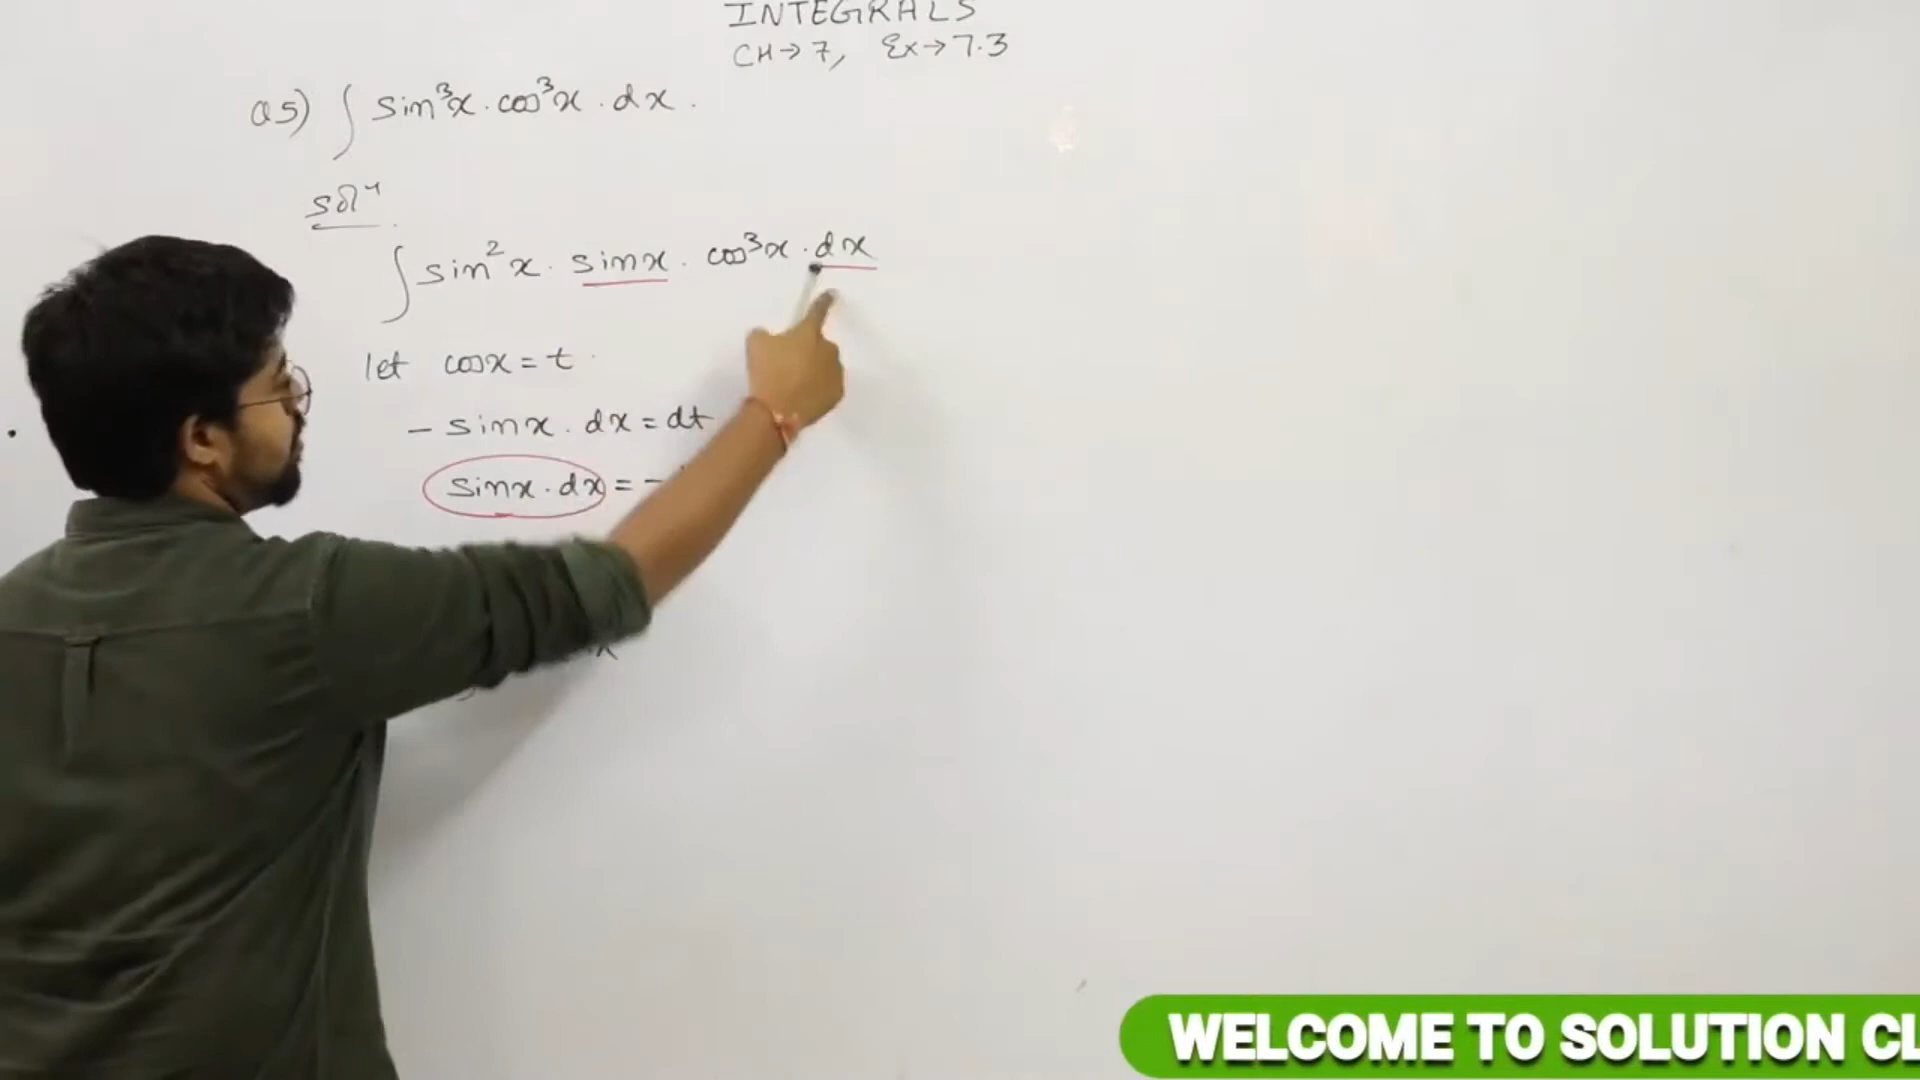 INTEGRALS
CH→7, Ex→7.3
Q5) ∫ sin³x . cos³x . dx .
Solⁿ
∫ sin²x . sinx . cos³x . dx
let cosx = t
- sinx . dx = dt
sinx . dx = -
WELCOME TO SOLUTION CL